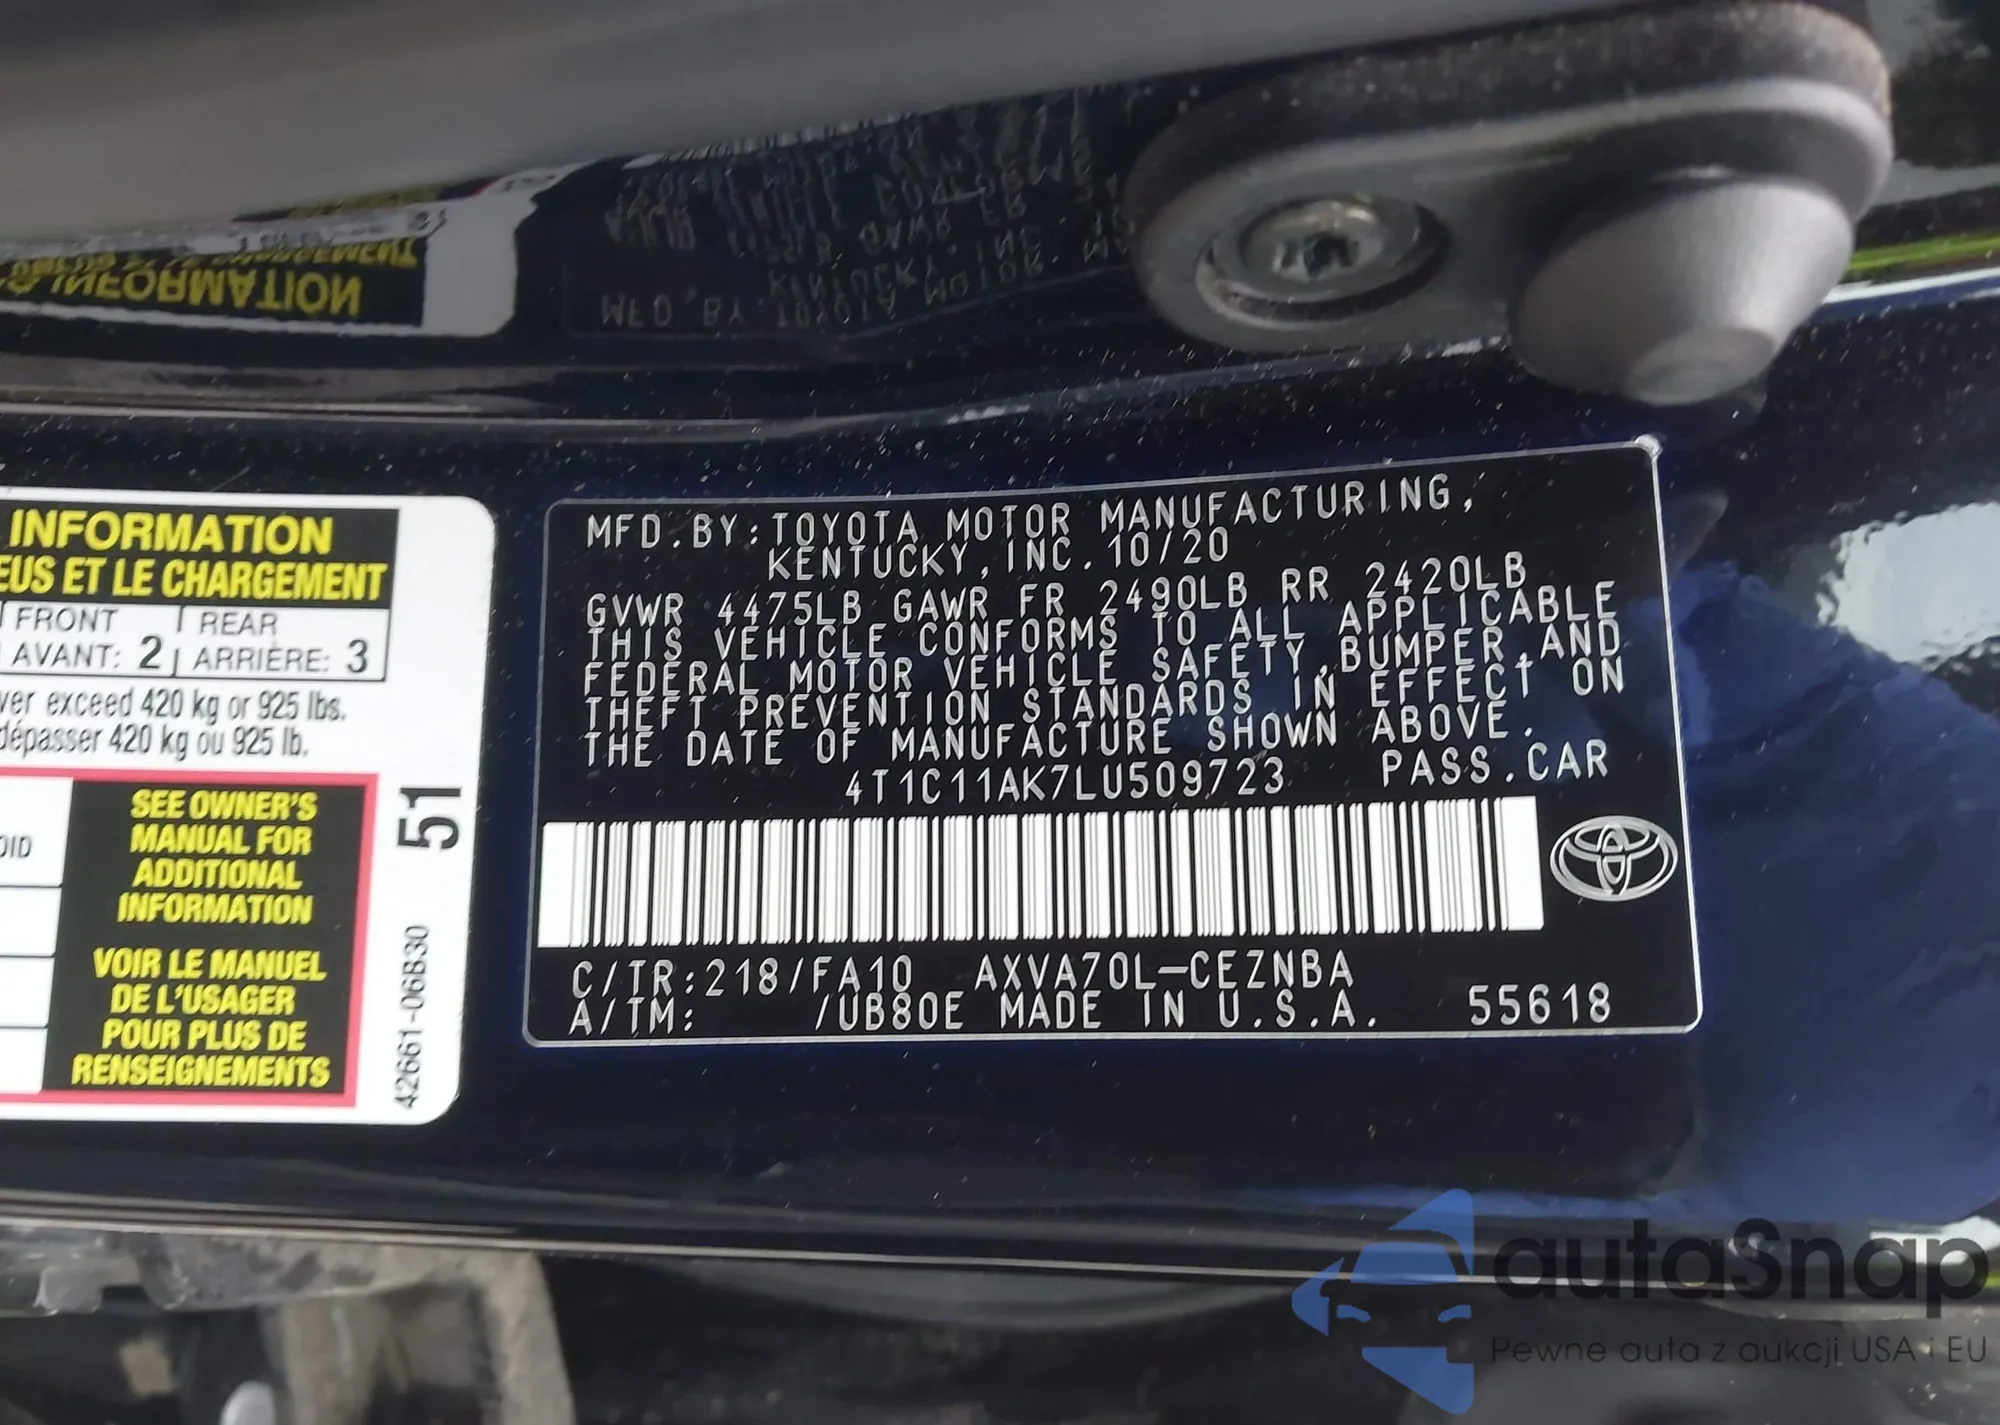 INFORMATION
EUS ET LE CHARGEMENT
FRONT
REAR
AVANT: 2
ARRIÈRE: 3
ver exceed 420 kg or 925 lbs.
dépasser 420 kg ou 925 lb.
SEE OWNER'S
MANUAL FOR
ADDITIONAL
INFORMATION
VOIR LE MANUEL
DE L'USAGER
POUR PLUS DE
RENSEIGNEMENTS
51
42661-06B30
MFD.BY:TOYOTA MOTOR MANUFACTURING,
KENTUCKY,INC.10/20
GVWR 4475LB GAWR FR 2490LB RR 2420LB
THIS VEHICLE CONFORMS TO ALL APPLICABLE
FEDERAL MOTOR VEHICLE SAFETY,BUMPER,AND
THEFT PREVENTION STANDARDS IN EFFECT ON
THE DATE OF MANUFACTURE SHOWN ABOVE.
4T1C11AK7LU509723 PASS.CAR
C/TR:218/FA10 AXVA70L-CEZNBA
A/TM: /UB80E MADE IN U.S.A. 55618
autasnap
Pewne auta z aukcji USA i EU